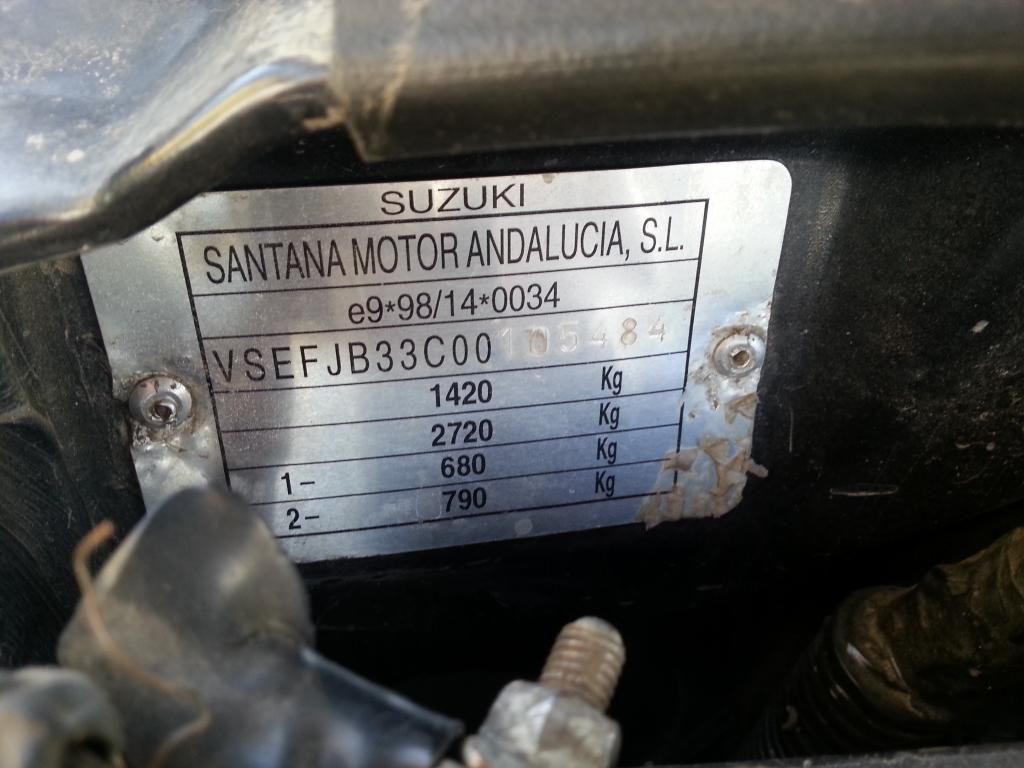 SUZUKI
SANTANA MOTOR ANDALUCIA, S.L.
e9*98/14*0034
VSEFJB33C00105484
1420 Kg
2720 Kg
1– 680 Kg
2– 790 Kg